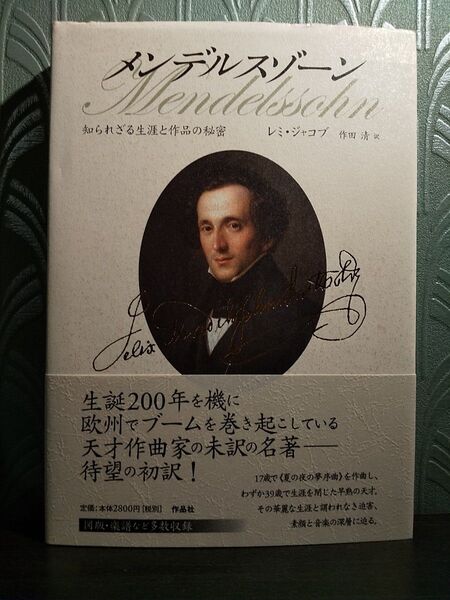 メンデルスゾーン
Mendelssohn
知られざる生涯と作品の秘密　レミ・ジャコブ　作田 清 訳
Felix Mendelssohn Bartholdy
生誕200年を機に
欧州でブームを巻き起こしている
天才作曲家の未訳の名著——
待望の初訳！
17歳で《夏の夜の夢序曲》を作曲し、
わずか39歳で生涯を閉じた早熟の天才。
その華麗な生涯と謂われなき迫害、
素顔と音楽の深層に迫る。
定価：本体2800円［税別］　作品社
図版・楽譜など多数収録